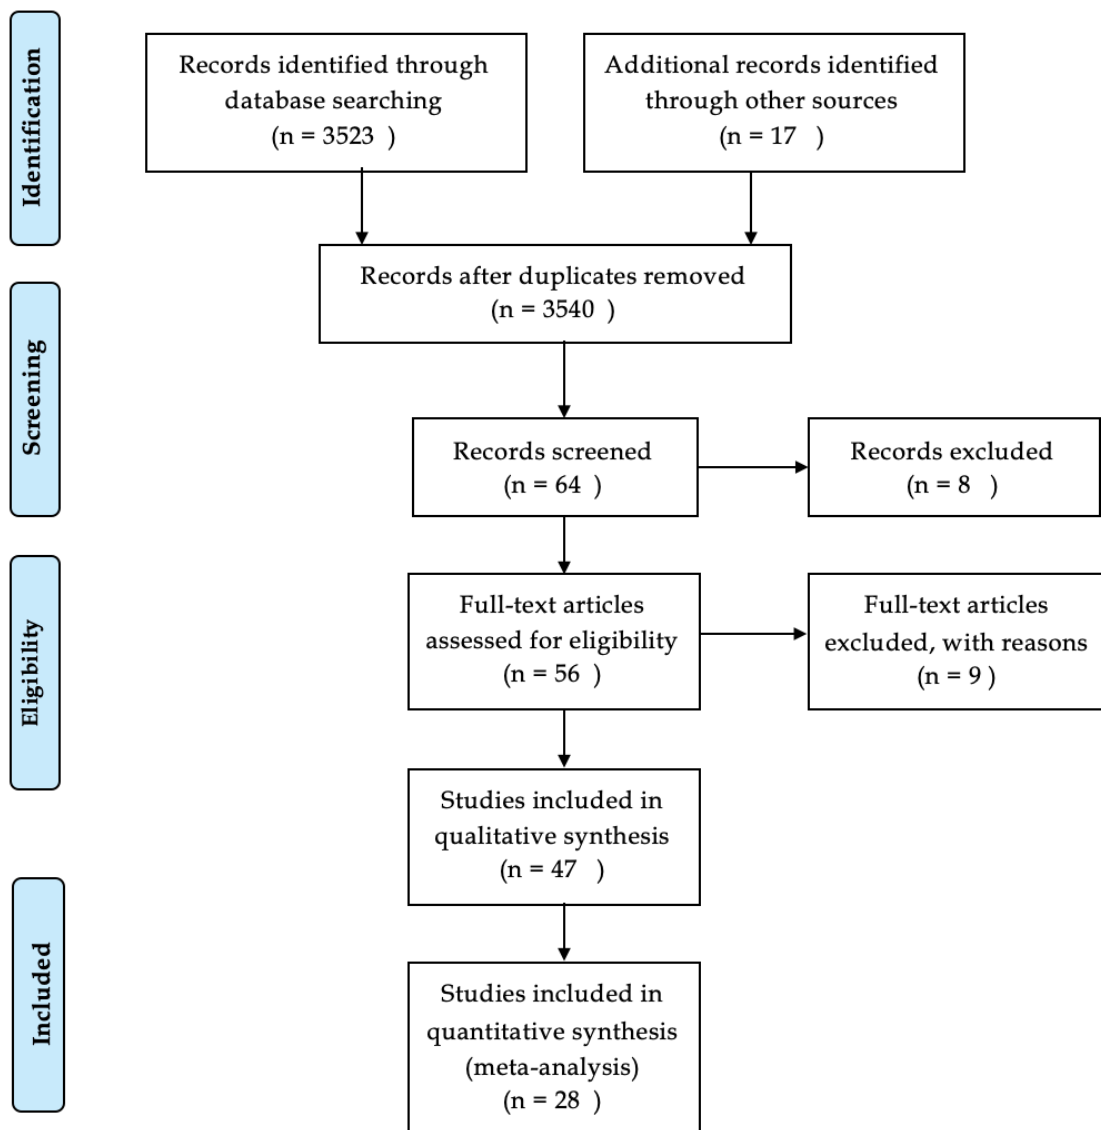 Identification
Records identified through
database searching
(n = 3523  )
Additional records identified
through other sources
(n = 17   )
Records after duplicates removed
(n = 3540  )
Screening
Records screened
(n = 64   )
Records excluded
(n = 8   )
Eligibility
Full-text articles
assessed for eligibility
(n = 56   )
Full-text articles
excluded, with reasons
(n = 9 )
Studies included in
qualitative synthesis
(n = 47   )
Included
Studies included in
quantitative synthesis
(meta-analysis)
(n = 28   )